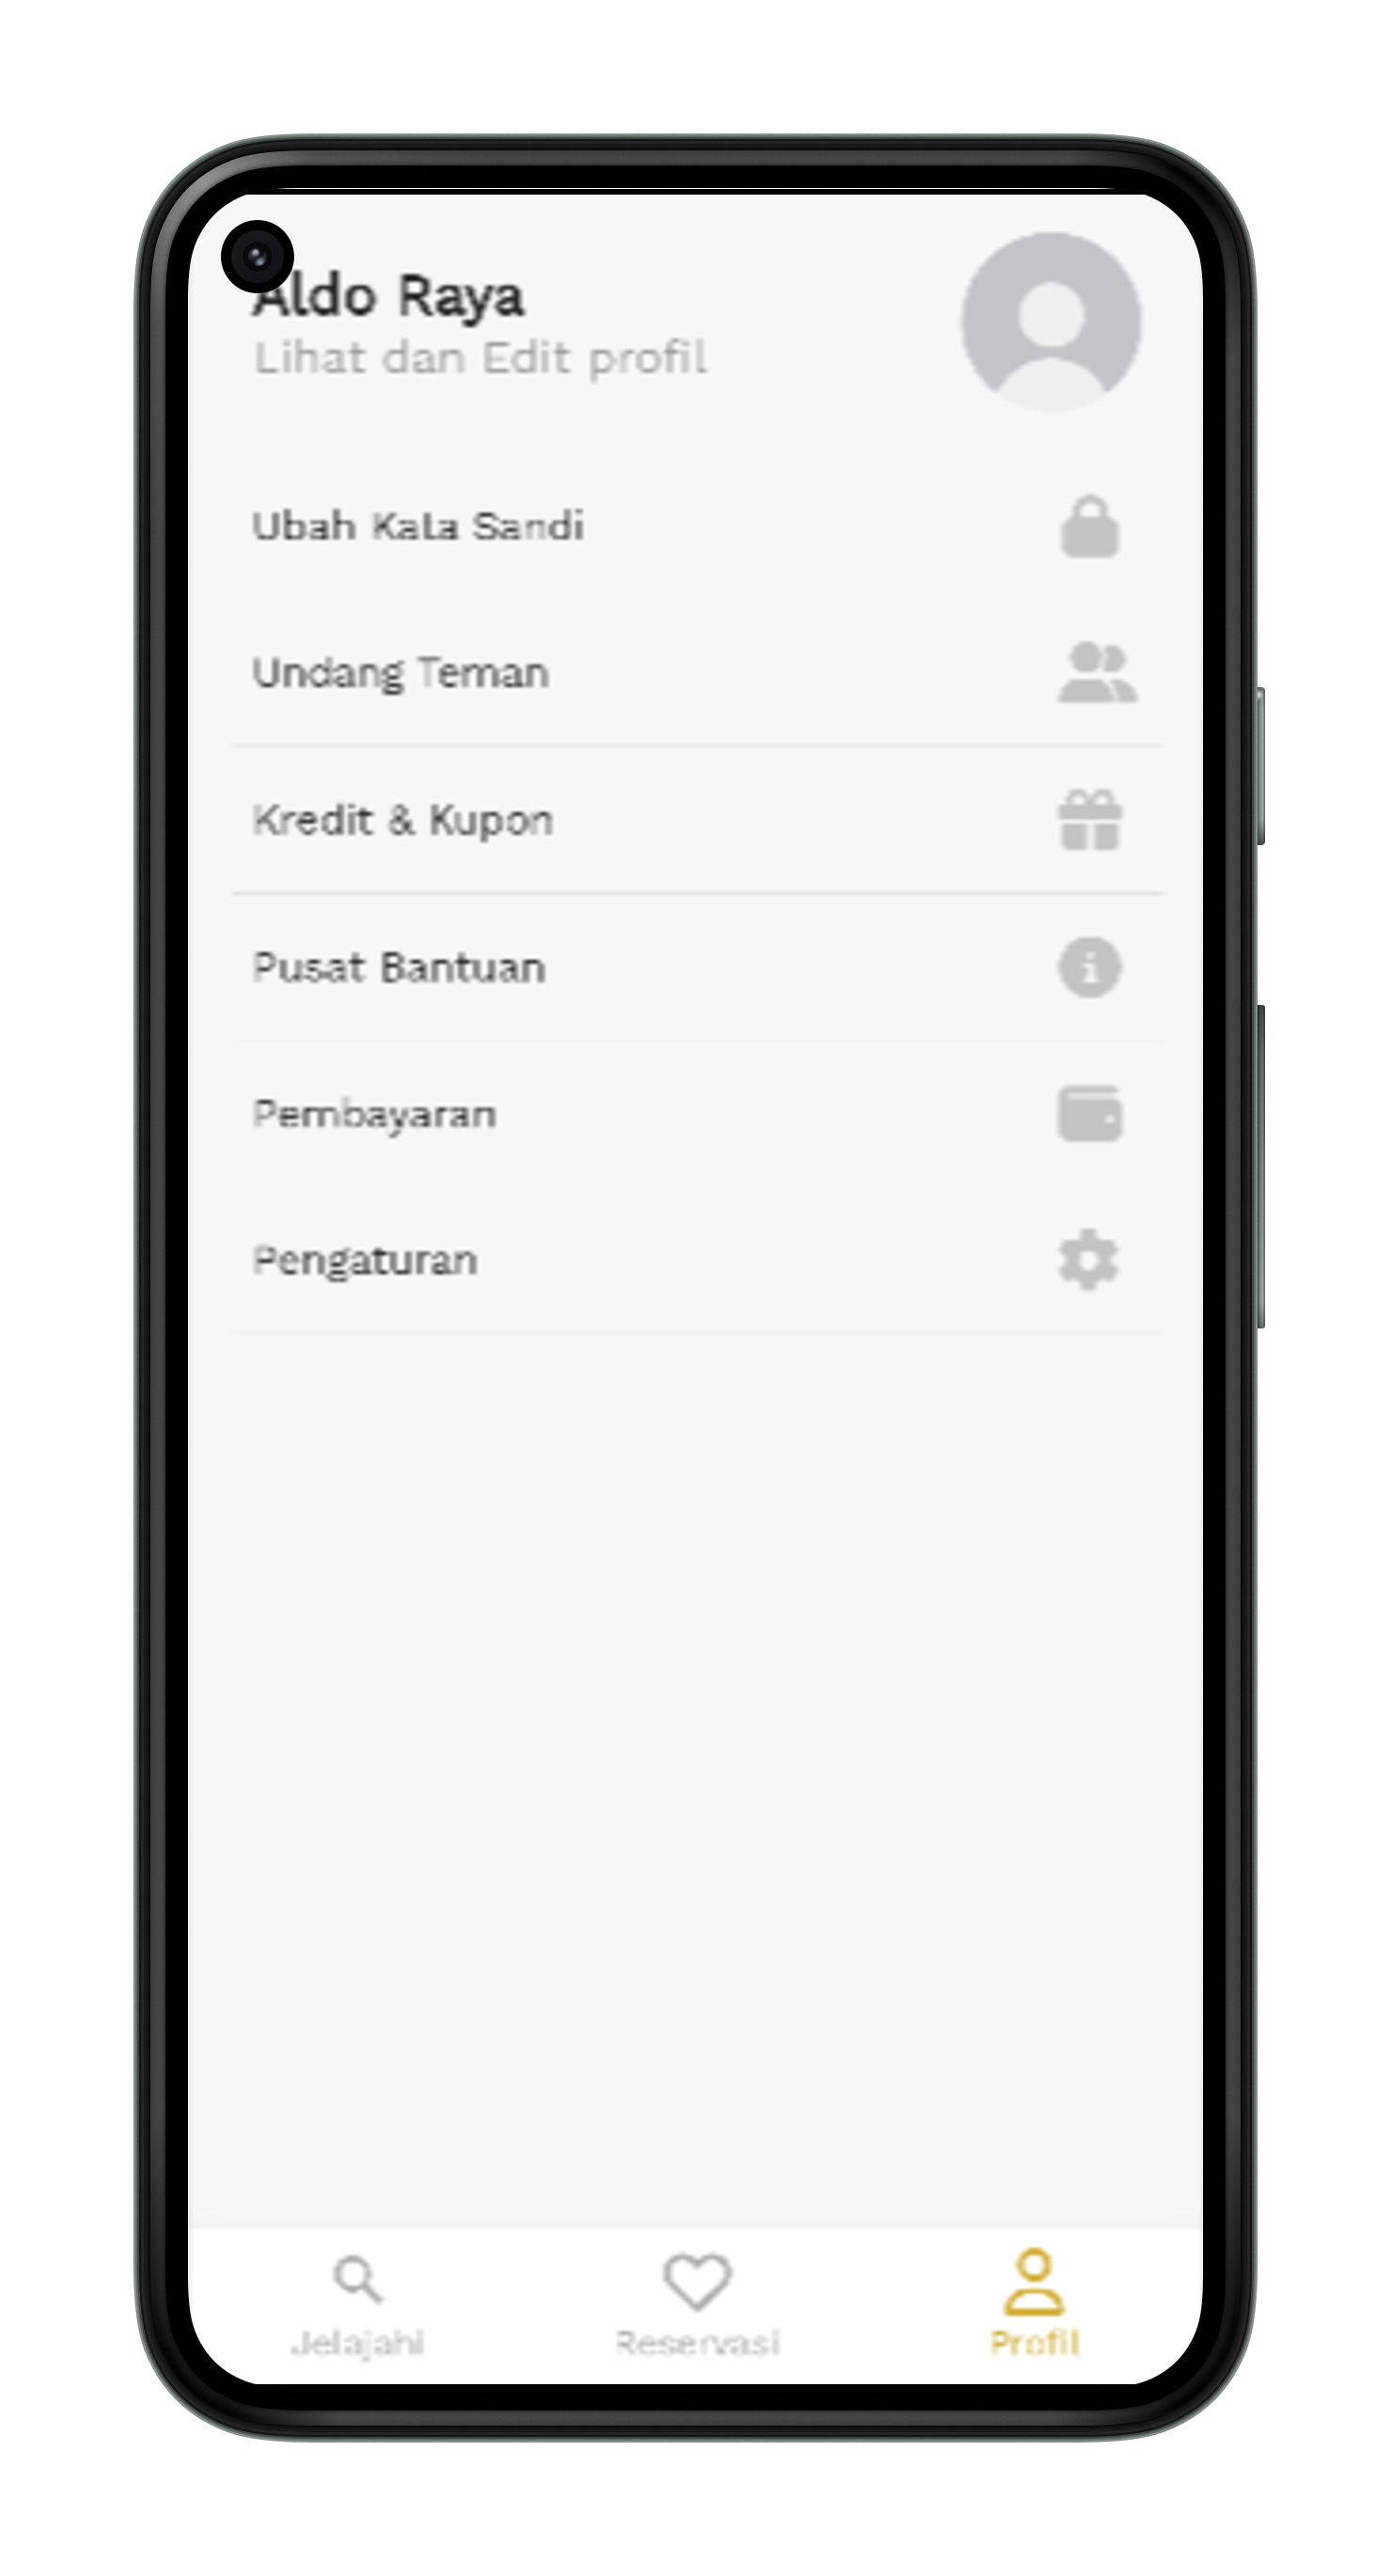 Aldo Raya
Lihat dan Edit profil
Ubah Kata Sandi
Undang Teman
Kredit & Kupon
Pusat Bantuan
Pembayaran
Pengaturan
Jelajahi
Reservasi
Profil